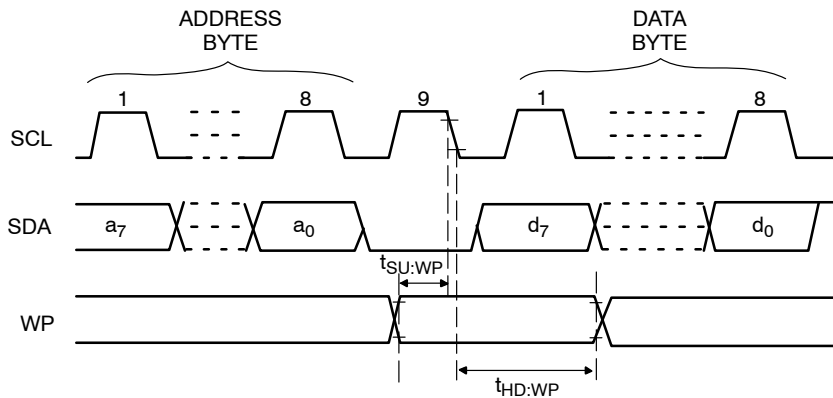 ADDRESS
BYTE
DATA
BYTE
1 8 9 1 8
SCL
SDA a7 a0 d7 d0
tSU:WP
WP
tHD:WP